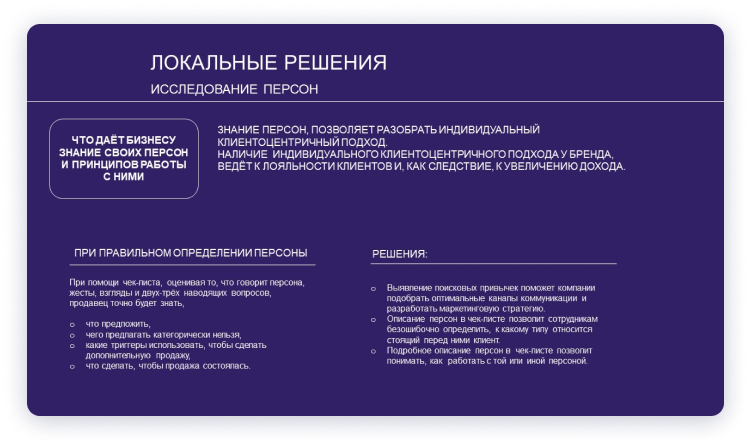 ЛОКАЛЬНЫЕ РЕШЕНИЯ
ИССЛЕДОВАНИЕ ПЕРСОН
ЧТО ДАЁТ БИЗНЕСУ
ЗНАНИЕ СВОИХ ПЕРСОН
И ПРИНЦИПОВ РАБОТЫ
С НИМИ
ЗНАНИЕ ПЕРСОН, ПОЗВОЛЯЕТ РАЗОБРАТЬ ИНДИВИДУАЛЬНЫЙ
КЛИЕНТОЦЕНТРИЧНЫЙ ПОДХОД.
НАЛИЧИЕ ИНДИВИДУАЛЬНОГО КЛИЕНТОЦЕНТРИЧНОГО ПОДХОДА У БРЕНДА,
ВЕДЁТ К ЛОЯЛЬНОСТИ КЛИЕНТОВ И, КАК СЛЕДСТВИЕ, К УВЕЛИЧЕНИЮ ДОХОДА.
ПРИ ПРАВИЛЬНОМ ОПРЕДЕЛЕНИИ ПЕРСОНЫ
При помощи чек-листа, оценивая то, что говорит персона,
жесты, взгляды и двух-трёх наводящих вопросов,
продавец точно будет знать,
o что предложить,
o чего предлагать категорически нельзя,
o какие триггеры использовать, чтобы сделать
дополнительную продажу,
o что сделать, чтобы продажа состоялась.
РЕШЕНИЯ:
o Выявление поисковых привычек поможет компании
подобрать оптимальные каналы коммуникации и
разработать маркетинговую стратегию.
o Описание персон в чек-листе позволит сотрудникам
безошибочно определить, к какому типу относится
стоящий перед ними клиент.
o Подробное описание персон в чек-листе позволит
понимать, как работать с той или иной персоной.